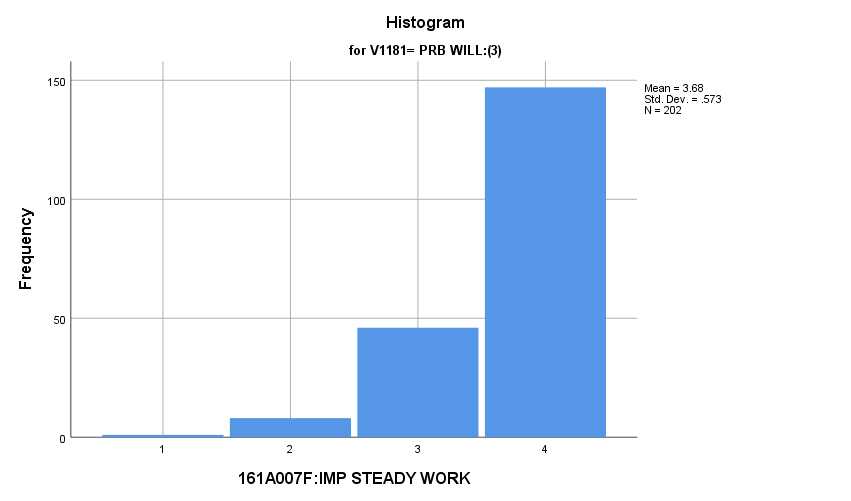 Histogram
for V1181= PRB WILL:(3)
150
Mean = 3.68
Std. Dev. = .573
N = 202
100
50
0
Frequency
1 2 3 4
161A007F:IMP STEADY WORK